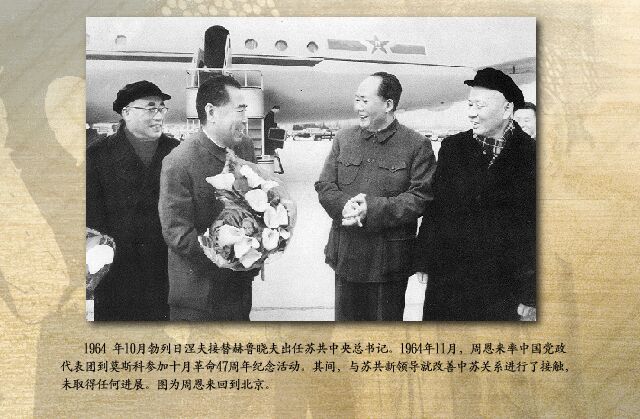 1964 年10月勃列日涅夫接替赫鲁晓夫出任苏共中央总书记。1964年11月，周恩来率中国党政
代表团到莫斯科参加十月革命47周年纪念活动。其间，与苏共新领导就改善中苏关系进行了接触，
未取得任何进展。图为周恩来回到北京。